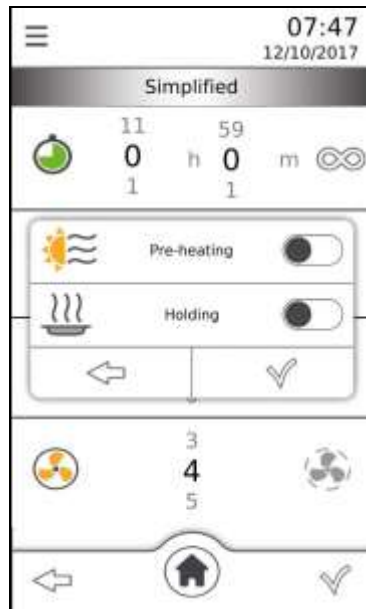 07:47
12/10/2017
Simplified
11 59
0 h 0 m
1 1
Pre-heating
Holding
3
4
5